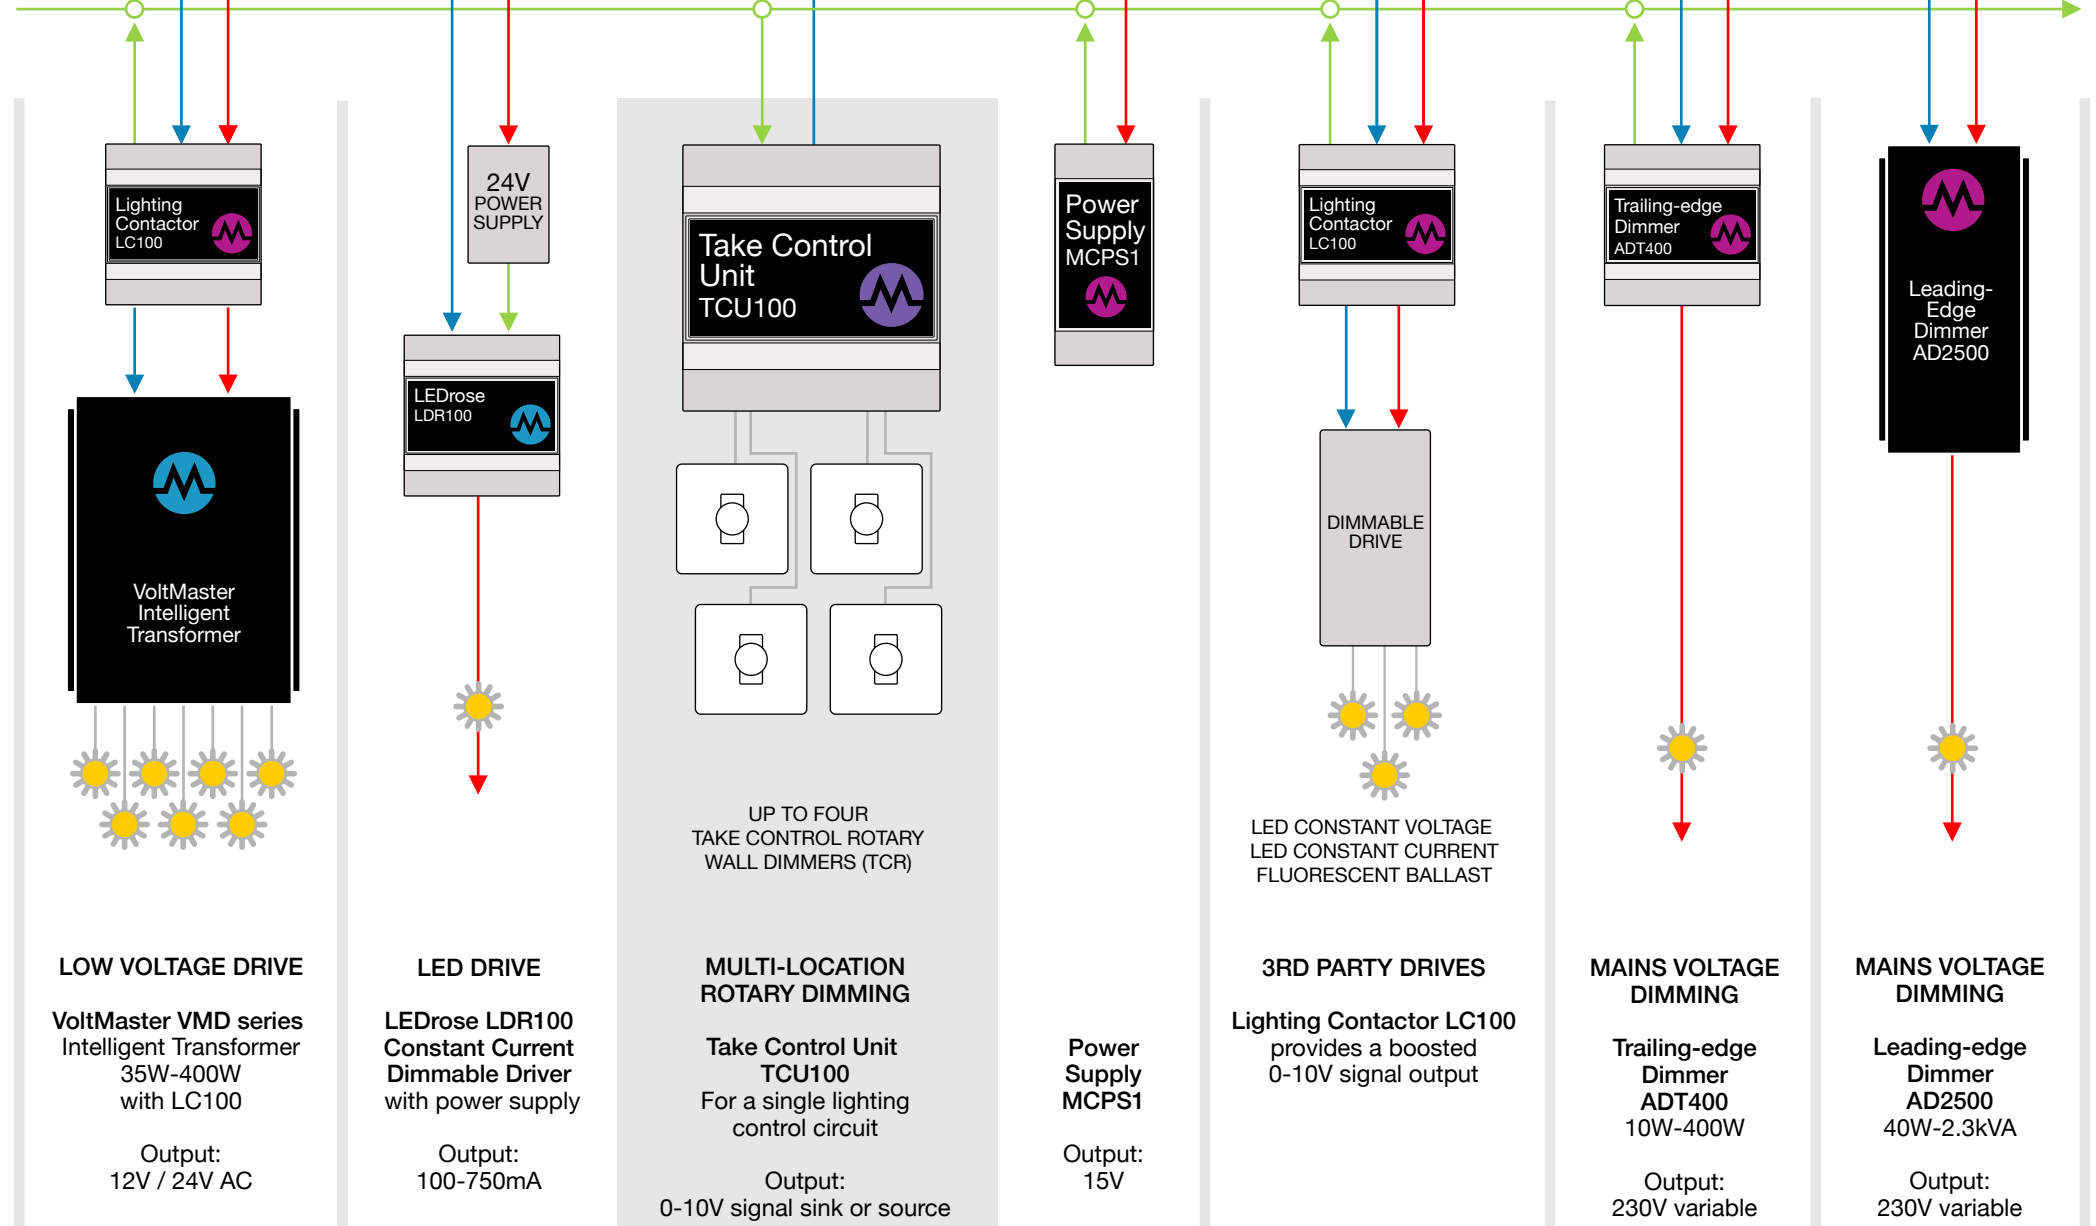 Lighting
Contactor
LC100
VoltMaster
Intelligent
Transformer
LOW VOLTAGE DRIVE
VoltMaster VMD series
Intelligent Transformer
35W-400W
with LC100
Output:
12V / 24V AC
24V
POWER
SUPPLY
LEDrose
LDR100
LED DRIVE
LEDrose LDR100
Constant Current
Dimmable Driver
with power supply
Output:
100-750mA
Take Control
Unit
TCU100
UP TO FOUR
TAKE CONTROL ROTARY
WALL DIMMERS (TCR)
MULTI-LOCATION
ROTARY DIMMING
Take Control Unit
TCU100
For a single lighting
control circuit
Output:
0-10V signal sink or source
Power
Supply
MCPS1
Power
Supply
MCPS1
Output:
15V
Lighting
Contactor
LC100
DIMMABLE
DRIVE
LED CONSTANT VOLTAGE
LED CONSTANT CURRENT
FLUORESCENT BALLAST
3RD PARTY DRIVES
Lighting Contactor LC100
provides a boosted
0-10V signal output
Trailing-edge
Dimmer
ADT400
MAINS VOLTAGE
DIMMING
Trailing-edge
Dimmer
ADT400
10W-400W
Output:
230V variable
Leading-
Edge
Dimmer
AD2500
MAINS VOLTAGE
DIMMING
Leading-edge
Dimmer
AD2500
40W-2.3kVA
Output:
230V variable